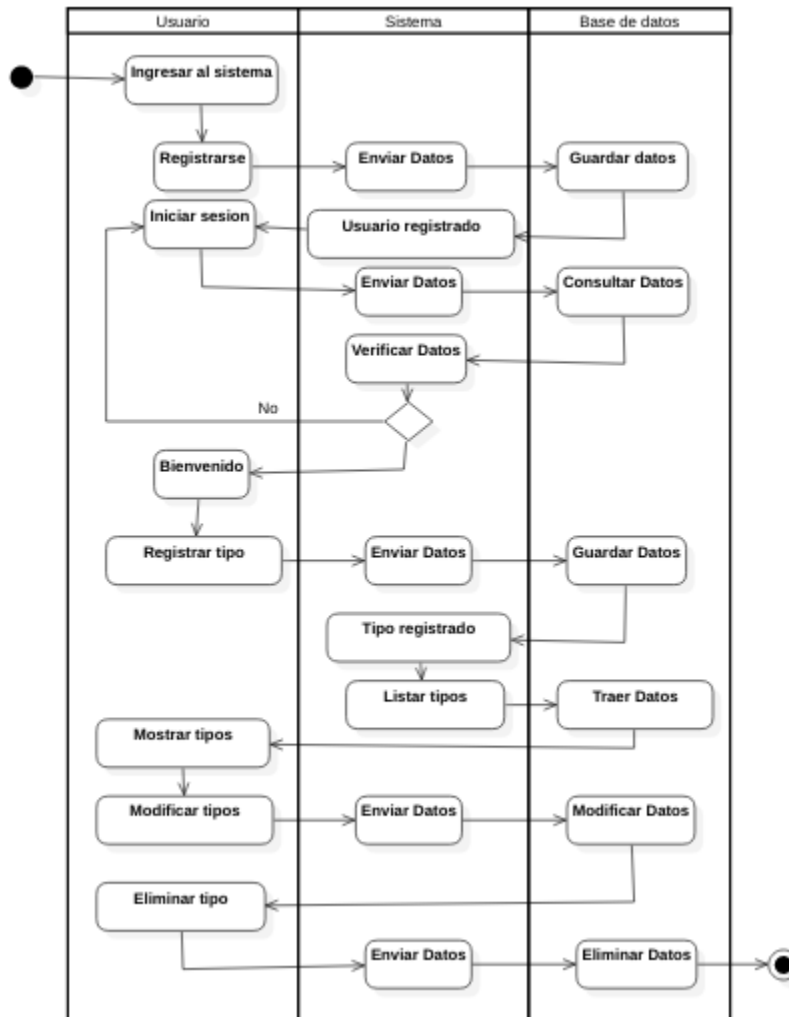 Usuario
Sistema
Base de datos
Ingresar al sistema
Registrarse
Enviar Datos
Guardar datos
Iniciar sesion
Usuario registrado
Enviar Datos
Consultar Datos
Verificar Datos
No
Bienvenido
Registrar tipo
Enviar Datos
Guardar Datos
Tipo registrado
Listar tipos
Traer Datos
Mostrar tipos
Modificar tipos
Enviar Datos
Modificar Datos
Eliminar tipo
Enviar Datos
Eliminar Datos